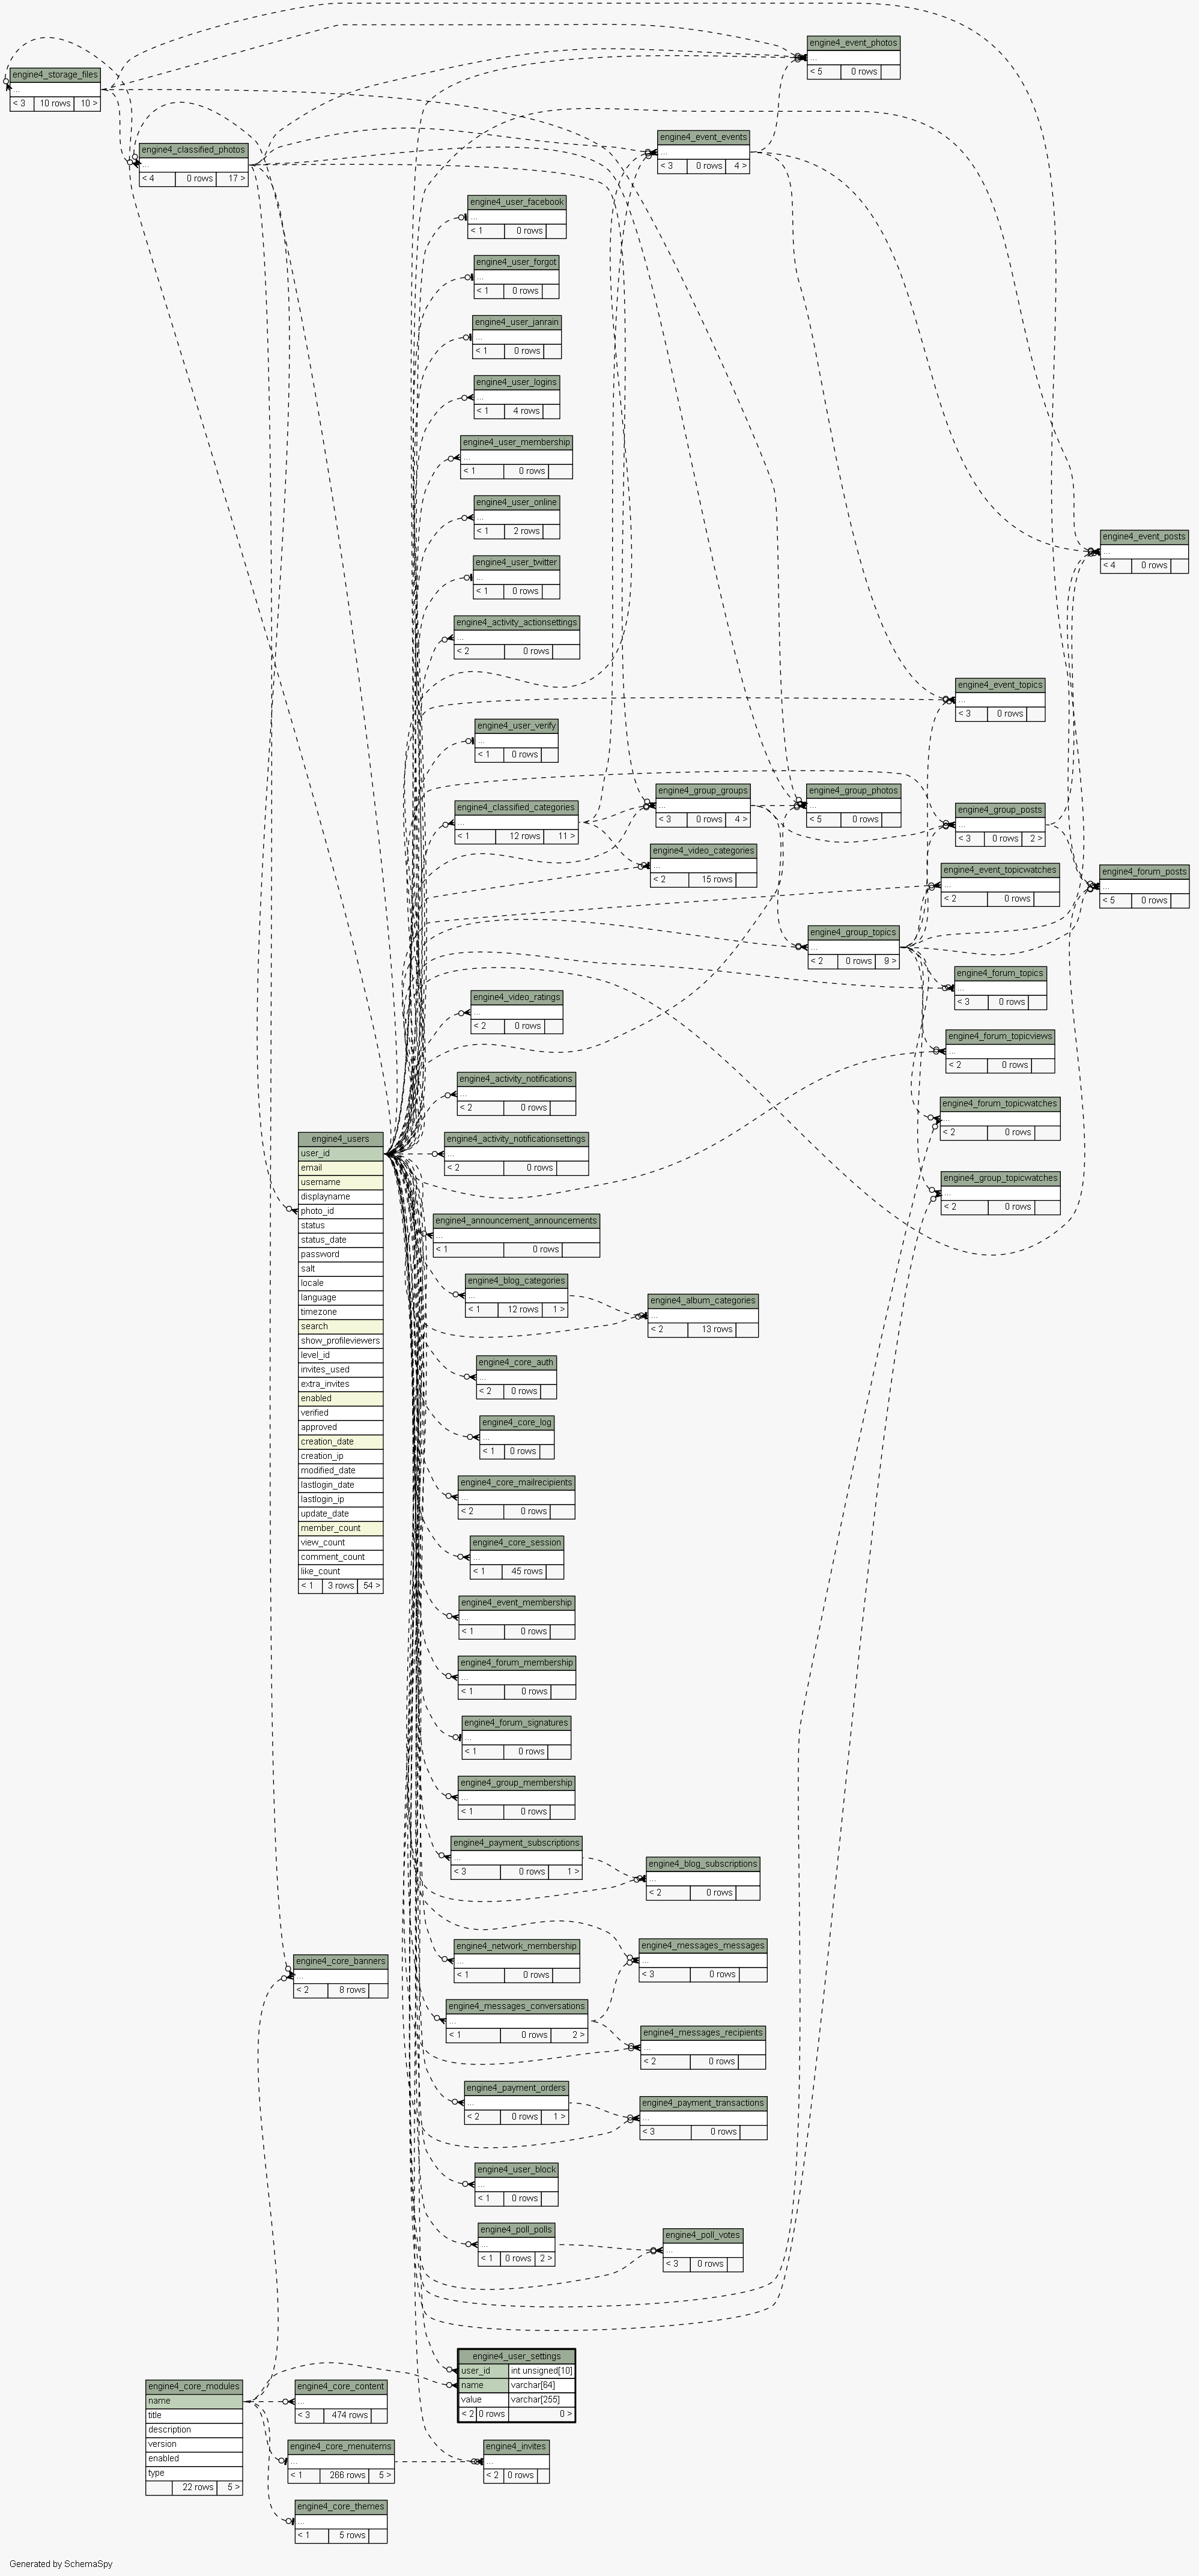 engine4_event_photos
...
< 5 0 rows
engine4_storage_files
...
< 3 10 rows 10 >
engine4_event_events
...
< 3 0 rows 4 >
engine4_classified_photos
...
< 4 0 rows 17 >
engine4_user_facebook
...
< 1 0 rows
engine4_user_forgot
...
< 1 0 rows
engine4_user_janrain
...
< 1 0 rows
engine4_user_logins
...
< 1 4 rows
engine4_user_membership
...
< 1 0 rows
engine4_user_online
...
< 1 2 rows
engine4_event_posts
...
< 4 0 rows
engine4_user_twitter
...
< 1 0 rows
engine4_activity_actionsettings
...
< 2 0 rows
engine4_event_topics
...
< 3 0 rows
engine4_user_verify
...
< 1 0 rows
engine4_classified_categories
...
< 1 12 rows 11 >
engine4_group_groups
...
< 3 0 rows 4 >
engine4_group_photos
...
< 5 0 rows
engine4_group_posts
...
< 3 0 rows 2 >
engine4_video_categories
...
< 2 15 rows
engine4_event_topicwatches
...
< 2 0 rows
engine4_forum_posts
...
< 5 0 rows
engine4_group_topics
...
< 2 0 rows 9 >
engine4_forum_topics
...
< 3 0 rows
engine4_video_ratings
...
< 2 0 rows
engine4_forum_topicviews
...
< 2 0 rows
engine4_activity_notifications
...
< 2 0 rows
engine4_forum_topicwatches
...
< 2 0 rows
engine4_activity_notificationsettings
...
< 2 0 rows
engine4_group_topicwatches
...
< 2 0 rows
engine4_users
user_id
email
username
displayname
photo_id
status
status_date
password
salt
locale
language
timezone
search
show_profileviewers
level_id
invites_used
extra_invites
enabled
verified
approved
creation_date
creation_ip
modified_date
lastlogin_date
lastlogin_ip
update_date
member_count
view_count
comment_count
like_count
< 1 3 rows 54 >
engine4_announcement_announcements
...
< 1 0 rows
engine4_blog_categories
...
< 1 12 rows 1 >
engine4_album_categories
...
< 2 13 rows
engine4_core_auth
...
< 2 0 rows
engine4_core_log
...
< 1 0 rows
engine4_core_mailrecipients
...
< 2 0 rows
engine4_core_session
...
< 1 45 rows
engine4_event_membership
...
< 1 0 rows
engine4_forum_membership
...
< 1 0 rows
engine4_forum_signatures
...
< 1 0 rows
engine4_group_membership
...
< 1 0 rows
engine4_payment_subscriptions
...
< 3 0 rows 1 >
engine4_blog_subscriptions
...
< 2 0 rows
engine4_network_membership
...
< 1 0 rows
engine4_messages_messages
...
< 3 0 rows
engine4_core_banners
...
< 2 8 rows
engine4_messages_conversations
...
< 1 0 rows 2 >
engine4_messages_recipients
...
< 2 0 rows
engine4_payment_orders
...
< 2 0 rows 1 >
engine4_payment_transactions
...
< 3 0 rows
engine4_user_block
...
< 1 0 rows
engine4_poll_polls
...
< 1 0 rows 2 >
engine4_poll_votes
...
< 3 0 rows
engine4_user_settings
user_id int unsigned[10]
name varchar[64]
value varchar[255]
< 2 0 rows 0 >
engine4_core_modules
name
title
description
version
enabled
type
22 rows 5 >
engine4_core_content
...
< 3 474 rows
engine4_core_menuitems
...
< 1 266 rows 5 >
engine4_invites
...
< 2 0 rows
engine4_core_themes
...
< 1 5 rows
Generated by SchemaSpy